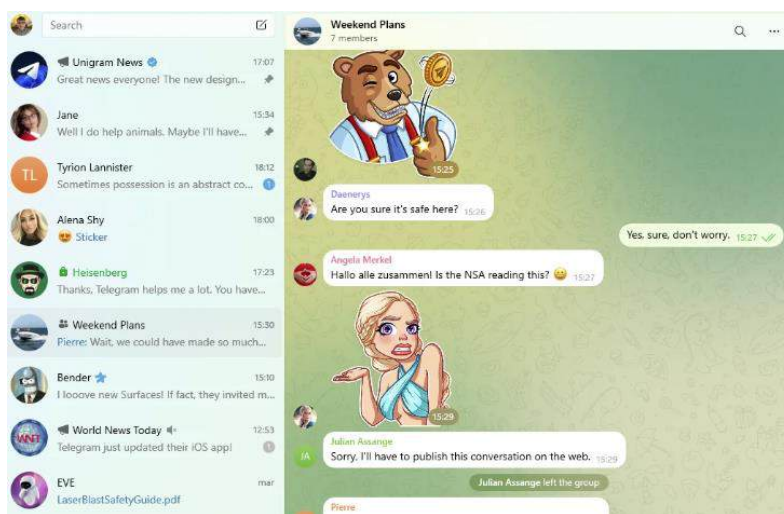 Search
Unigram News 17:07
Great news everyone! The new design...
Jane 15:34
Well I do help animals. Maybe I'll have...
TL
Tyrion Lannister 18:12
Sometimes possession is an abstract co... 1
Alena Shy 18:00
😍 Sticker
Heisenberg 17:23
Thanks, Telegram helps me a lot. You have...
Weekend Plans 15:30
Pierre: Wait, we could have made so much...
Bender 15:10
I looove new Surfaces! If fact, they invited m...
WNT
World News Today 12:53
Telegram just updated their iOS app! 1
EVE mar
LaserBlastSafetyGuide.pdf
Weekend Plans
7 members
15:25
Daenerys
Are you sure it's safe here? 15:26
Yes, sure, don't worry. 15:27
Angela Merkel
Hallo alle zusammen! Is the NSA reading this? 😀 15:27
15:29
JA
Julian Assange
Sorry, I'll have to publish this conversation on the web. 15:29
Julian Assange left the group
Pierre